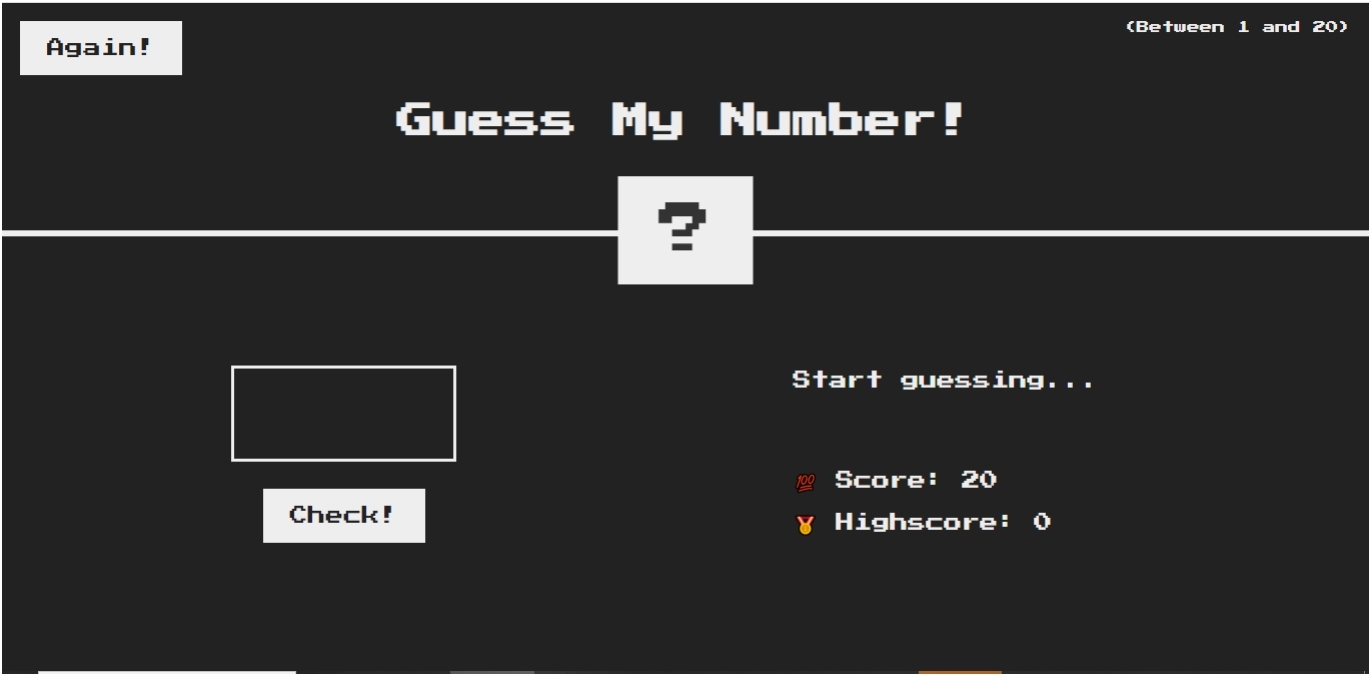 Again!
(Between 1 and 20)
Guess My Number!
?
Start guessing...
Check!
💯 Score: 20
🥇 Highscore: 0